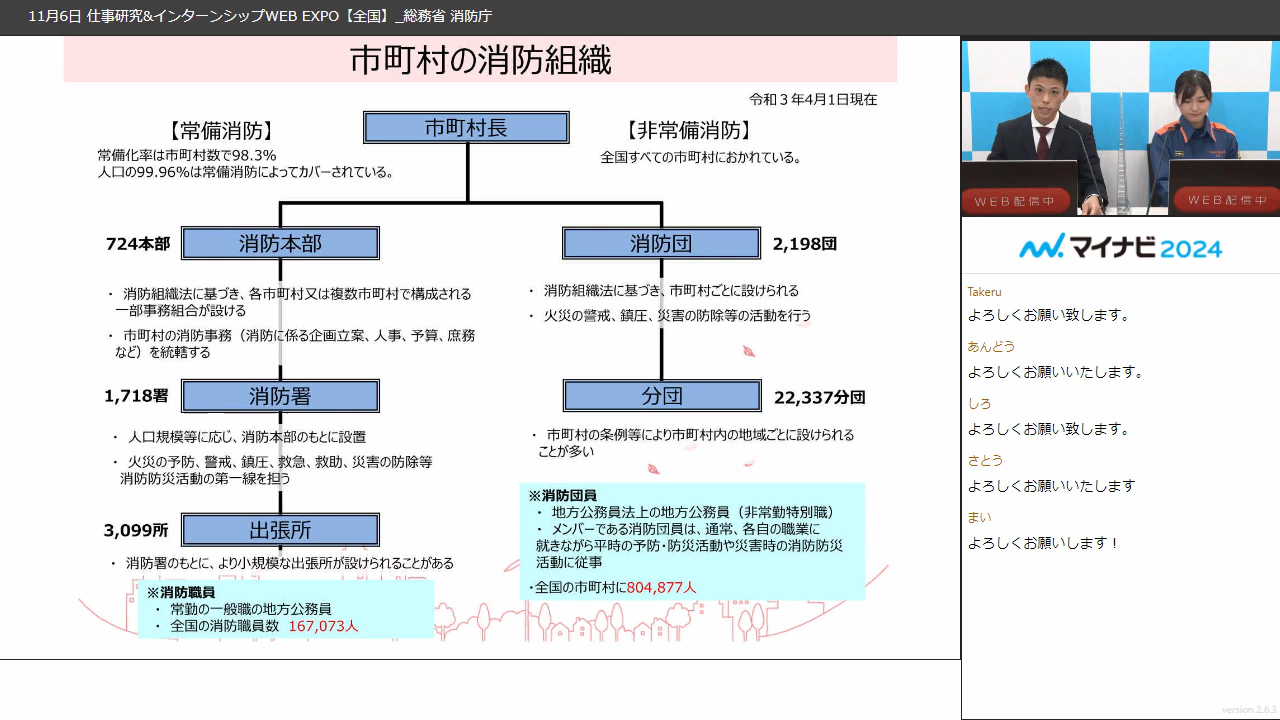 11月6日 仕事研究&インターンシップWEB EXPO【全国】_総務省 消防庁
市町村の消防組織
令和３年4月1日現在
市町村長
【常備消防】
常備化率は市町村数で98.3%
人口の99.96%は常備消防によってカバーされている。
【非常備消防】
全国すべての市町村におかれている。
724本部
消防本部
・ 消防組織法に基づき、各市町村又は複数市町村で構成される
一部事務組合が設ける
・ 市町村の消防事務（消防に係る企画立案、人事、予算、庶務
など）を統轄する
1,718署
消防署
・ 人口規模等に応じ、消防本部のもとに設置
・ 火災の予防、警戒、鎮圧、救急、救助、災害の防除等
消防防災活動の第一線を担う
3,099所
出張所
・ 消防署のもとに、より小規模な出張所が設けられることがある
※消防職員
・ 常勤の一般職の地方公務員
・ 全国の消防職員数 167,073人
消防団
2,198団
・ 消防組織法に基づき、市町村ごとに設けられる
・ 火災の警戒、鎮圧、災害の防除等の活動を行う
分団
22,337分団
・ 市町村の条例等により市町村内の地域ごとに設けられる
ことが多い
※消防団員
・ 地方公務員法上の地方公務員（非常勤特別職）
・ メンバーである消防団員は、通常、各自の職業に
就きながら平時の予防・防災活動や災害時の消防防災
活動に従事
・全国の市町村に804,877人
WEB配信中
WEB配信中
マイナビ2024
Takeru
よろしくお願い致します。
あんどう
よろしくお願いいたします。
しろ
よろしくお願い致します。
さとう
よろしくお願いいたします
まい
よろしくお願いします！
version 2.6.3